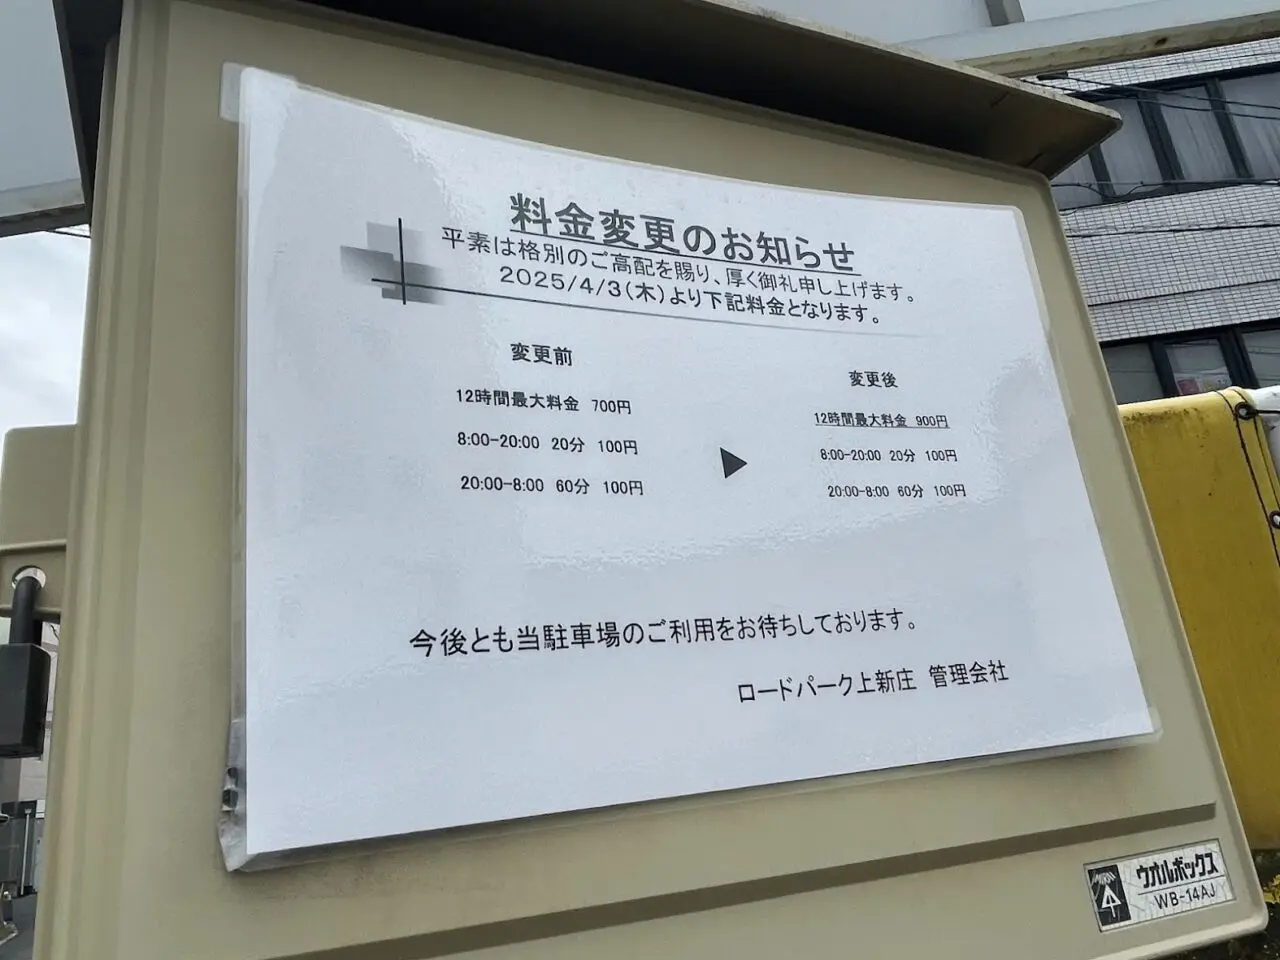 料金変更のお知らせ
平素は格別のご高配を賜り、厚く御礼申し上げます。
2025/4/3(木)より下記料金となります。
変更前
12時間最大料金 700円
8:00-20:00 20分 100円
20:00-8:00 60分 100円
▶
変更後
12時間最大料金 900円
8:00-20:00 20分 100円
20:00-8:00 60分 100円
今後とも当駐車場のご利用をお待ちしております。
ロードパーク上新庄 管理会社
ウオルボックス
WB-14AJ